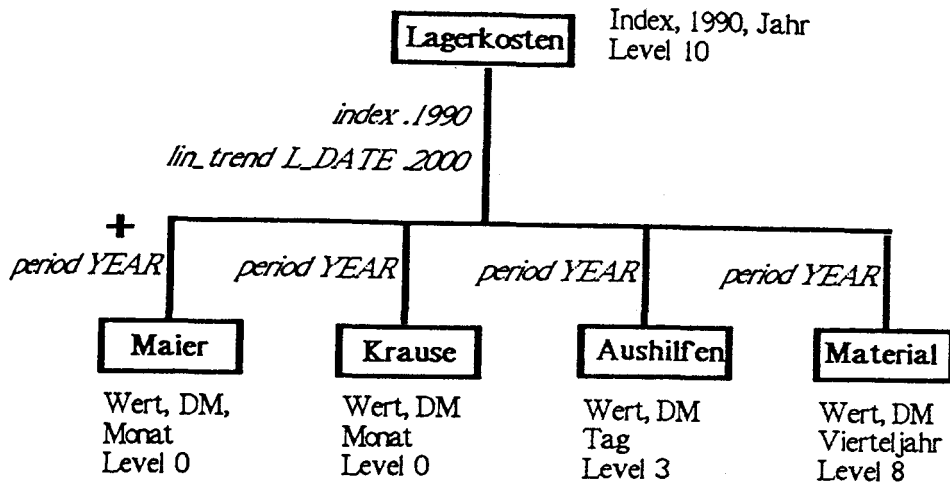 Lagerkosten
Index, 1990, Jahr
Level 10
index .1990
lin_trend L_DATE .2000
+
period YEAR
period YEAR
period YEAR
period YEAR
Maier
Krause
Aushilfen
Material
Wert, DM,
Monat
Level 0
Wert, DM
Monat
Level 0
Wert, DM
Tag
Level 3
Wert, DM
Vierteljahr
Level 8